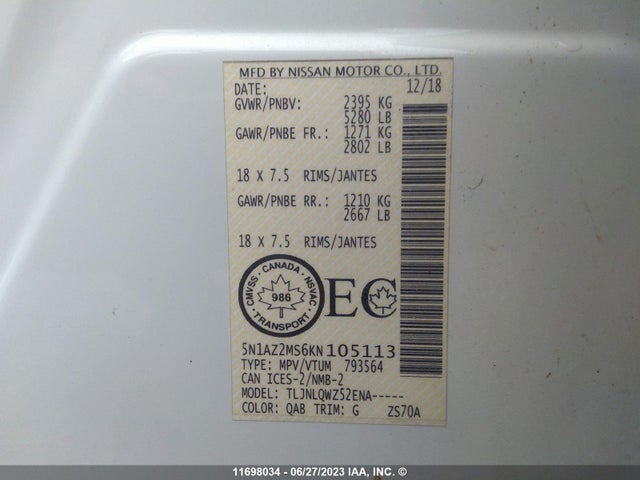 MFD BY NISSAN MOTOR CO., LTD.
DATE: 12/18
GVWR/PNBV: 2395 KG
5280 LB
GAWR/PNBE FR.: 1271 KG
2802 LB
18 X 7.5 RIMS/JANTES
GAWR/PNBE RR.: 1210 KG
2667 LB
18 X 7.5 RIMS/JANTES
CMVSS · CANADA · NSVAC
986
TRANSPORT
EC
5N1AZ2MS6KN105113
TYPE: MPV/VTUM 793564
CAN ICES-2/NMB-2
MODEL: TLJNLQWZS2ENA-----
COLOR: QAB TRIM: G ZS70A
11698034 - 06/27/2023 IAA, INC. ©